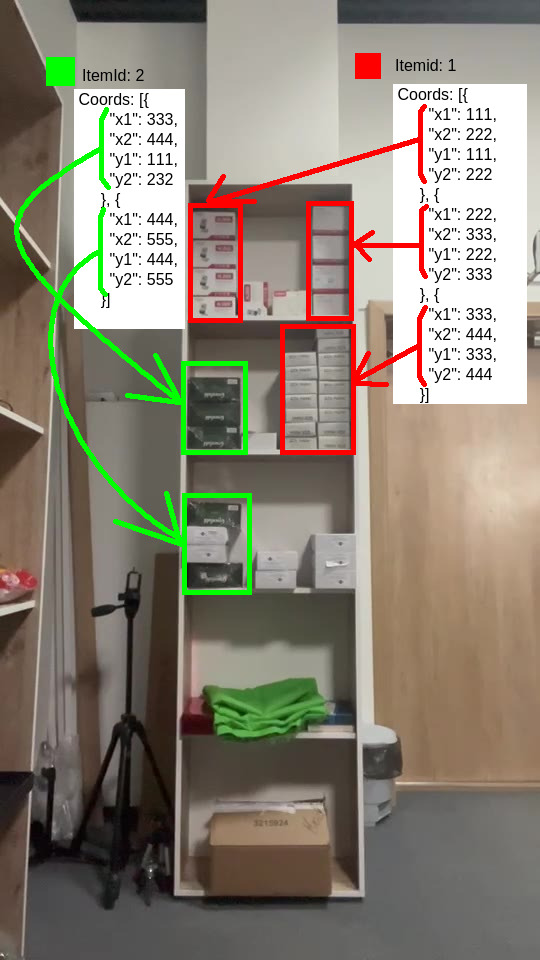 ItemId: 2
Coords: [{
"x1": 333,
"x2": 444,
"y1": 111,
"y2": 232
}, {
"x1": 444,
"x2": 555,
"y1": 444,
"y2": 555
}]
Itemid: 1
Coords: [{
"x1": 111,
"x2": 222,
"y1": 111,
"y2": 222
}, {
"x1": 222,
"x2": 333,
"y1": 222,
"y2": 333
}, {
"x1": 333,
"x2": 444,
"y1": 333,
"y2": 444
}]
3215924